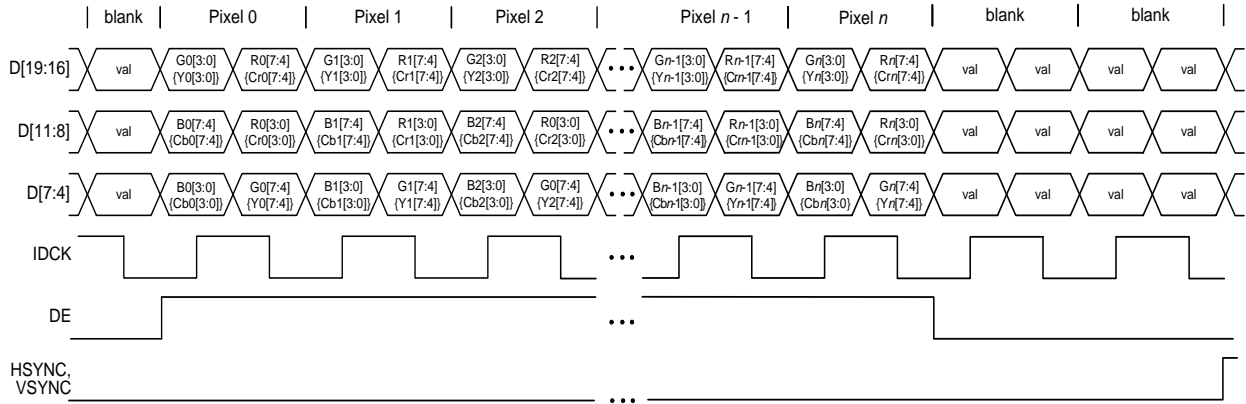 | blank | Pixel 0 | Pixel 1 | Pixel 2 | Pixel n - 1 | Pixel n | blank | blank |
D[19:16] val G0[3:0] R0[7:4] G1[3:0] R1[7:4] G2[3:0] R2[7:4] ••• Gn-1[3:0] Rn-1[7:4] Gn[3:0] Rn[7:4] val val val val
{Y0[3:0]} {Cr0[7:4]} {Y1[3:0]} {Cr1[7:4]} {Y2[3:0]} {Cr2[7:4]} {Yn-1[3:0]} {Crn-1[7:4]} {Yn[3:0]} {Crn[7:4]}
D[11:8] val B0[7:4] R0[3:0] B1[7:4] R1[3:0] B2[7:4] R0[3:0] ••• Bn-1[7:4] Rn-1[3:0] Bn[7:4] Rn[3:0] val val val val
{Cb0[7:4]} {Cr0[3:0]} {Cb1[7:4]} {Cr1[3:0]} {Cb2[7:4]} {Cr2[3:0]} {Cbn-1[7:4]} {Crn-1[3:0]} {Cbn[7:4]} {Crn[3:0]}
D[7:4] val B0[3:0] G0[7:4] B1[3:0] G1[7:4] B2[3:0] G0[7:4] ••• Bn-1[3:0] Gn-1[7:4] Bn[3:0] Gn[7:4] val val val val
{Cb0[3:0]} {Y0[7:4]} {Cb1[3:0]} {Y1[7:4]} {Cb2[3:0]} {Y2[7:4]} {Cbn-1[3:0]} {Yn-1[7:4]} {Cbn[3:0} {Yn[7:4]}
IDCK •••
DE •••
HSYNC,
VSYNC •••